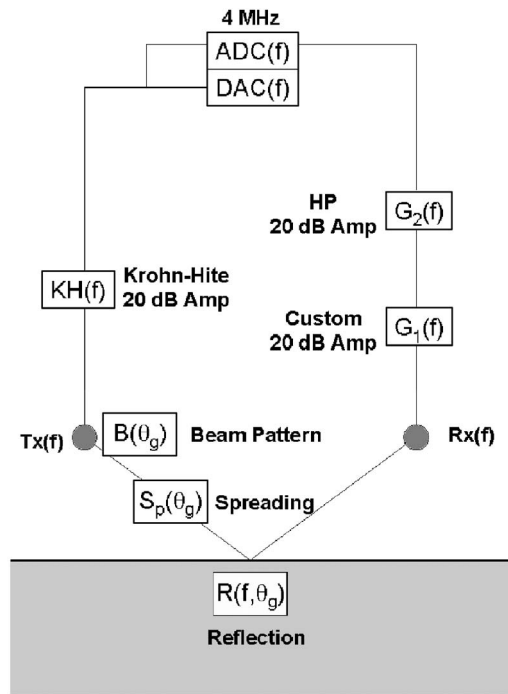 4 MHz
ADC(f)
DAC(f)
HP
20 dB Amp
G₂(f)
KH(f)
Krohn-Hite
20 dB Amp
Custom
20 dB Amp
G₁(f)
Tx(f)
B(θg)
Beam Pattern
Rx(f)
Sp(θg)
Spreading
R(f,θg)
Reflection